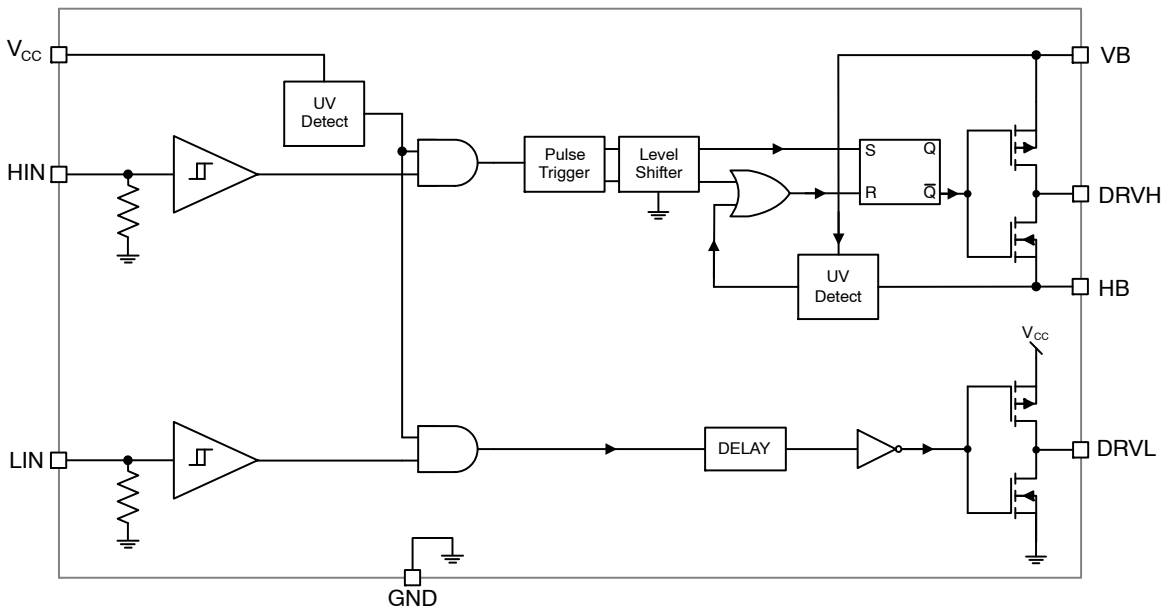 VCC
UV
Detect
HIN
Pulse
Trigger
Level
Shifter
S
Q
R
Q̅
VB
DRVH
UV
Detect
HB
VCC
LIN
DELAY
DRVL
GND